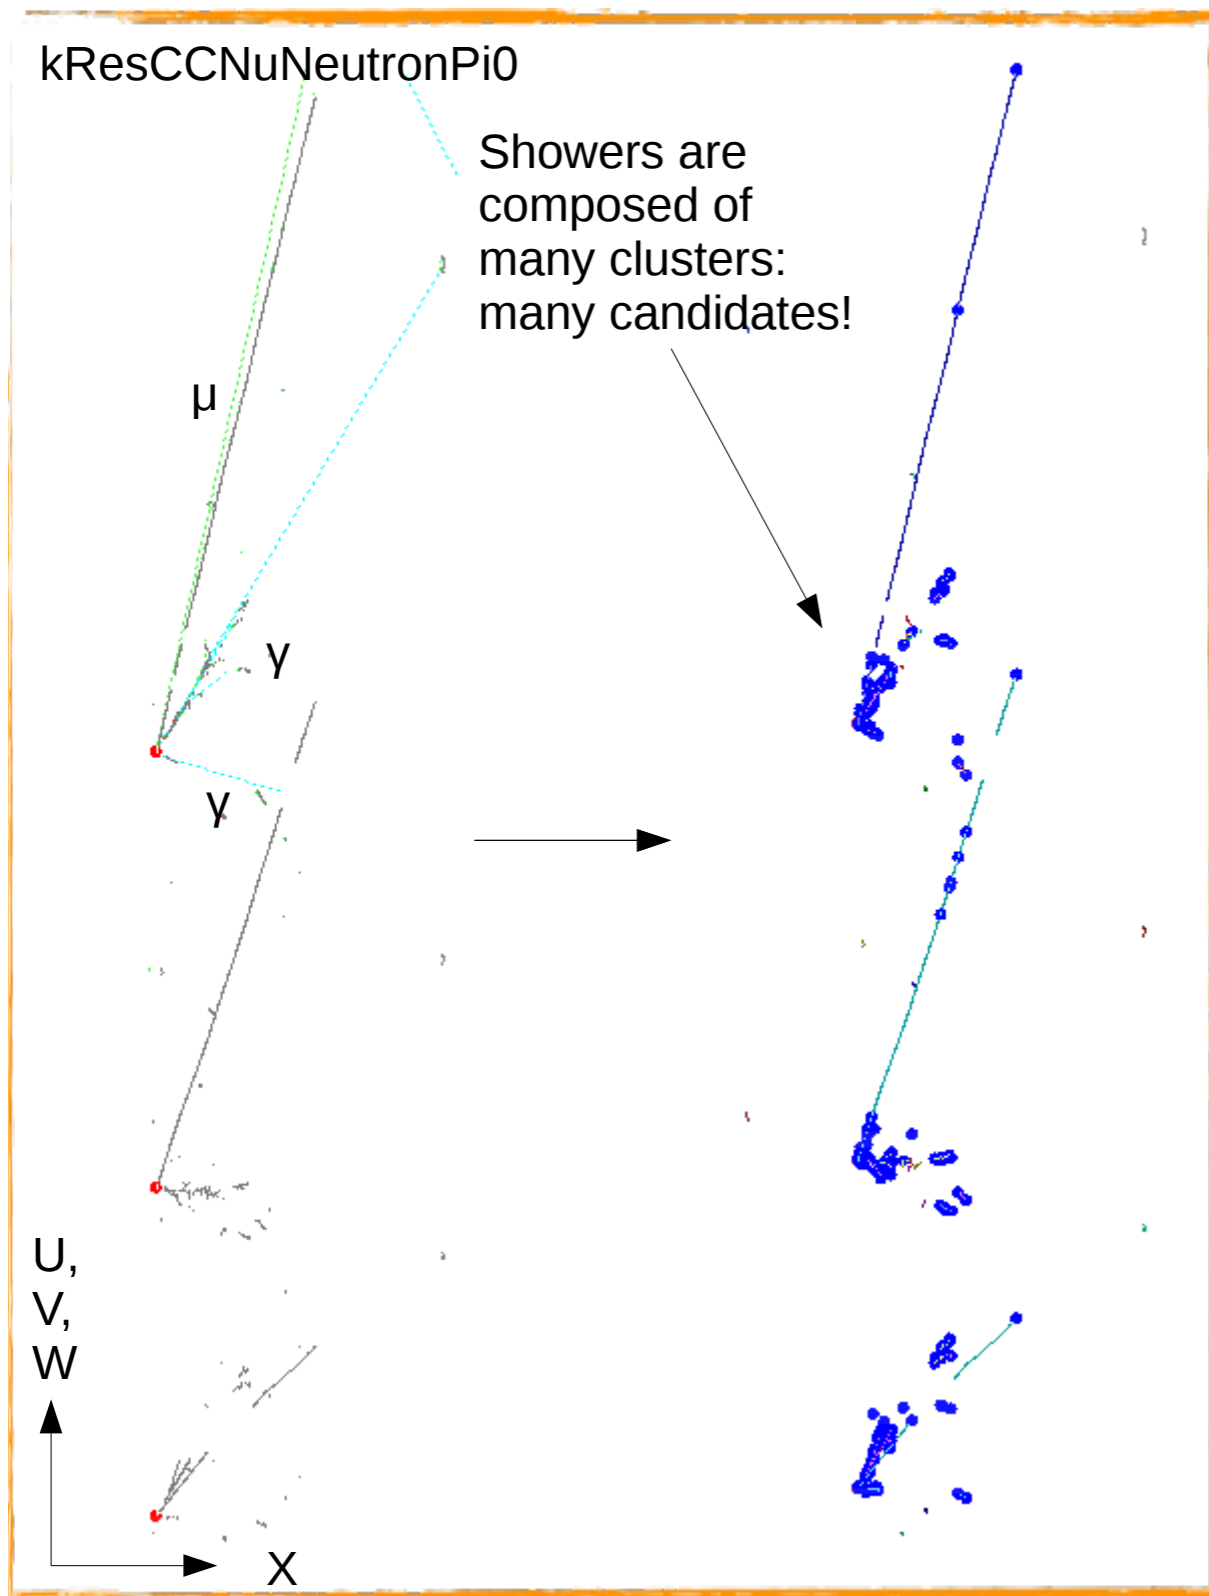 kResCCNuNeutronPi0
Showers are
composed of
many clusters:
many candidates!
μ
γ
γ
U,
V,
W
X